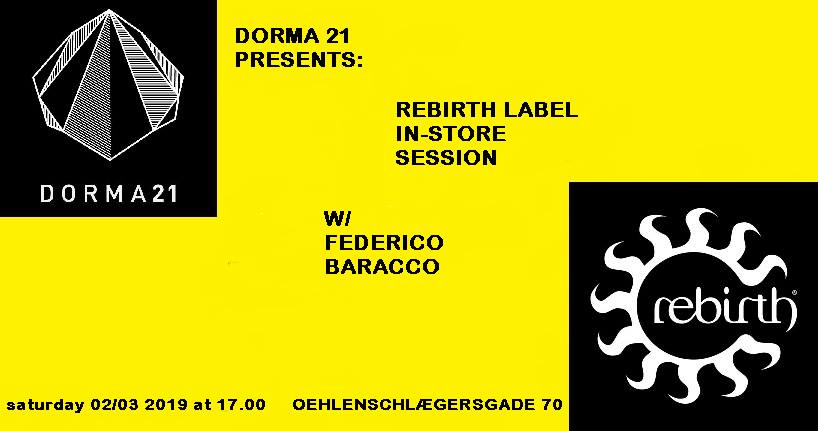 DORMA21
DORMA 21
PRESENTS:
REBIRTH LABEL
IN-STORE
SESSION
W/
FEDERICO
BARACCO
rebirth®
saturday 02/03 2019 at 17.00 OEHLENSCHLÆGERSGADE 70